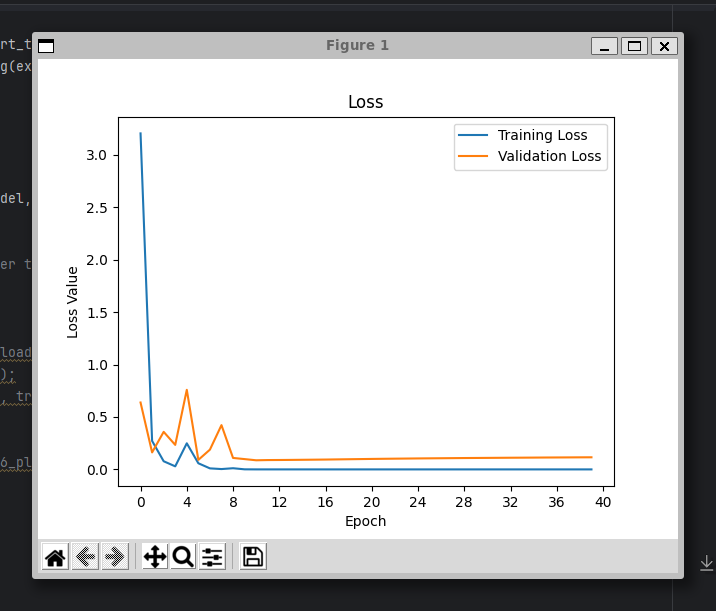 Figure 1
rt_t
g(ex
del,
er t
load
);
, tr
6_pl
Loss
Training Loss
Validation Loss
3.0
2.5
2.0
1.5
1.0
0.5
0.0
Loss Value
0 4 8 12 16 20 24 28 32 36 40
Epoch